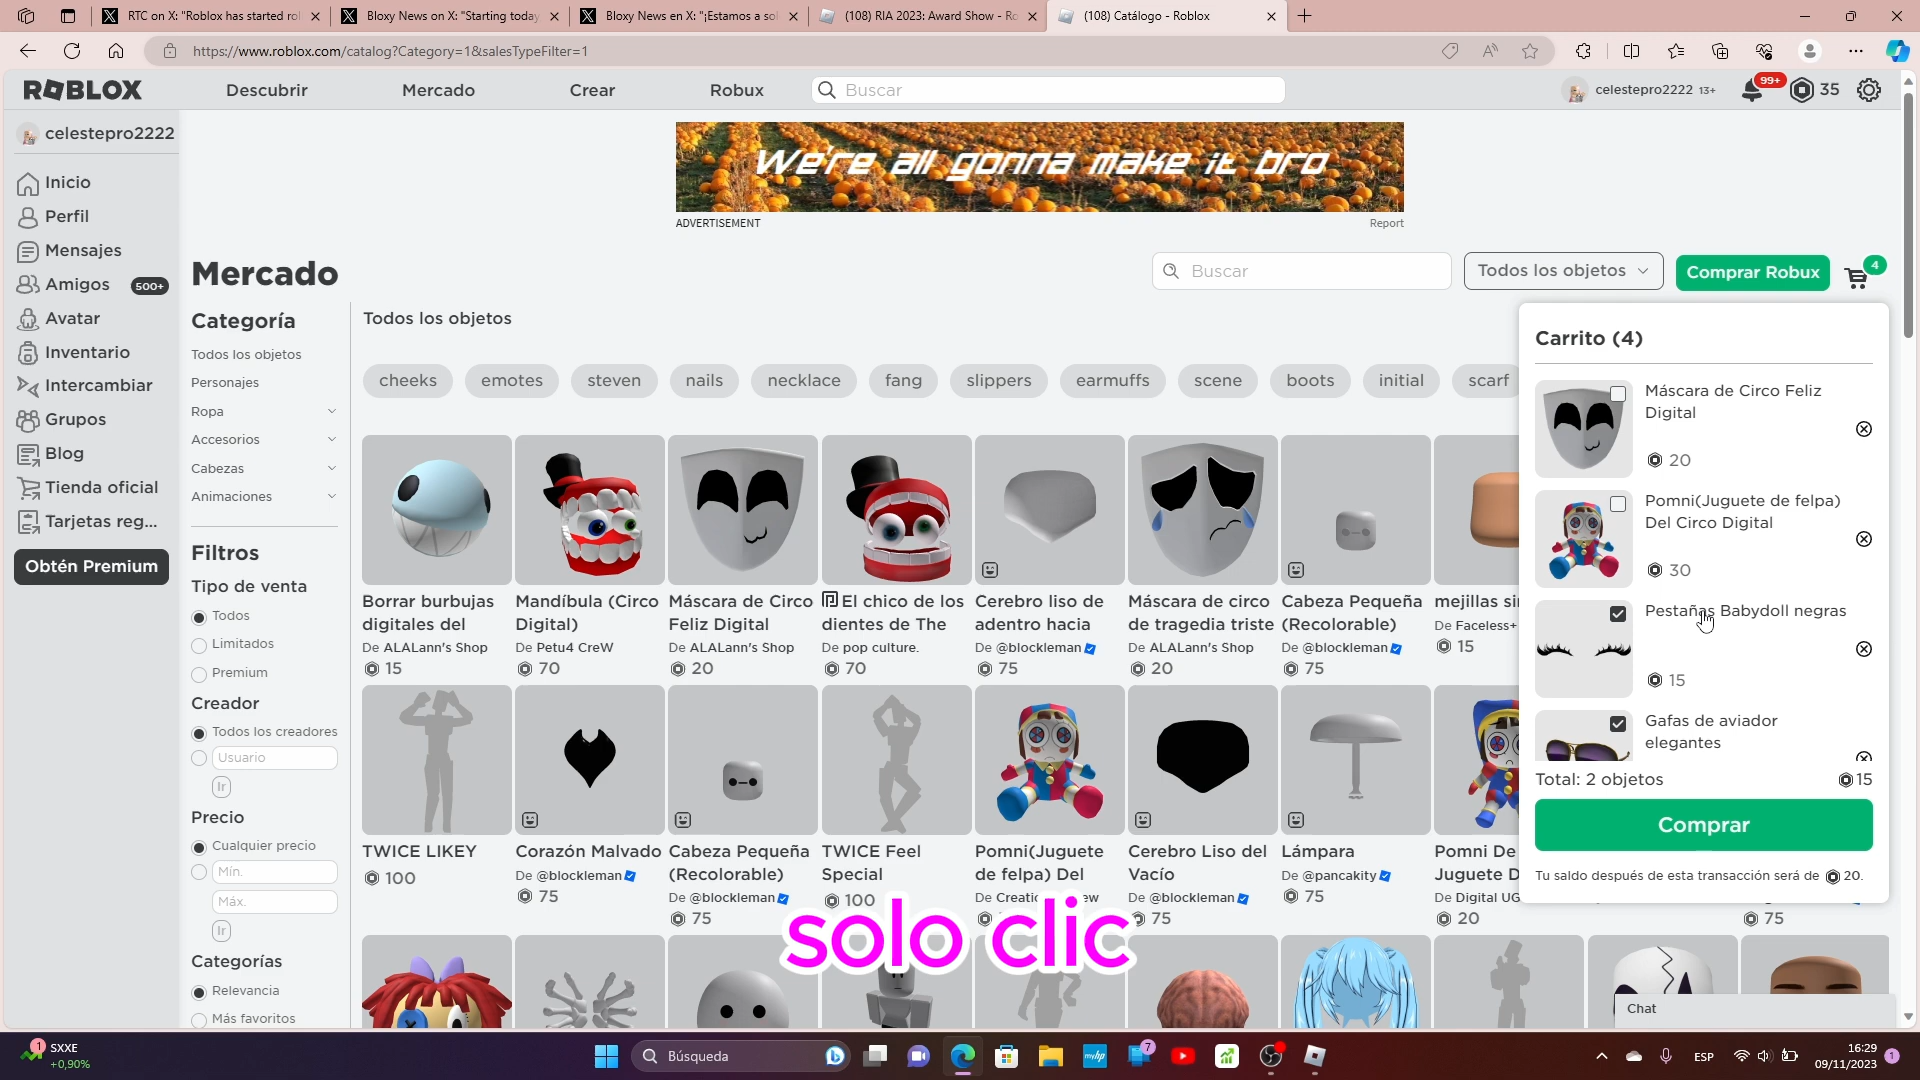 RTC on X: "Roblox has started rol
Bloxy News on X: "Starting today
Bloxy News en X: "¡Estamos a sol
(108) RIA 2023: Award Show - Ro
(108) Catálogo - Roblox
https://www.roblox.com/catalog?Category=1&salesTypeFilter=1
ROBLOX
Descubrir
Mercado
Crear
Robux
Buscar
celestepro2222 13+
99+
35
celestepro2222
Inicio
Perfil
Mensajes
Amigos
500+
Avatar
Inventario
Intercambiar
Grupos
Blog
Tienda oficial
Tarjetas reg...
Obtén Premium
We're all gonna make it bro
ADVERTISEMENT
Report
Mercado
Buscar
Todos los objetos
Comprar Robux
4
Categoría
Todos los objetos
Personajes
Ropa
Accesorios
Cabezas
Animaciones
Filtros
Tipo de venta
Todos
Limitados
Premium
Creador
Todos los creadores
Usuario
Ir
Precio
Cualquier precio
Mín.
Máx.
Ir
Categorías
Relevancia
Más favoritos
Todos los objetos
cheeks
emotes
steven
nails
necklace
fang
slippers
earmuffs
scene
boots
initial
scarf
Borrar burbujas
digitales del
De ALALann's Shop
15
Mandíbula (Circo
Digital)
De Petu4 CreW
70
Máscara de Circo
Feliz Digital
De ALALann's Shop
20
El chico de los
dientes de The
De pop culture.
70
Cerebro liso de
adentro hacia
De @blockleman
75
Máscara de circo
de tragedia triste
De ALALann's Shop
20
Cabeza Pequeña
(Recolorable)
De @blockleman
75
mejillas si
De Faceless+
15
TWICE LIKEY
100
Corazón Malvado
De @blockleman
75
Cabeza Pequeña
(Recolorable)
De @blockleman
75
TWICE Feel
Special
100
Pomni(Juguete
de felpa) Del
Cerebro Liso del
Vacío
De @blockleman
75
Lámpara
De @pancakity
75
Pomni De
Juguete D
De Digital UG
20
75
Carrito (4)
Máscara de Circo Feliz
Digital
20
Pomni(Juguete de felpa)
Del Circo Digital
30
Pestañas Babydoll negras
15
Gafas de aviador
elegantes
Total: 2 objetos
15
Comprar
Tu saldo después de esta transacción será de 20.
solo clic
Chat
1
SXXE
+0,90%
Búsqueda
myhp
7
ESP
16:29
09/11/2023
1